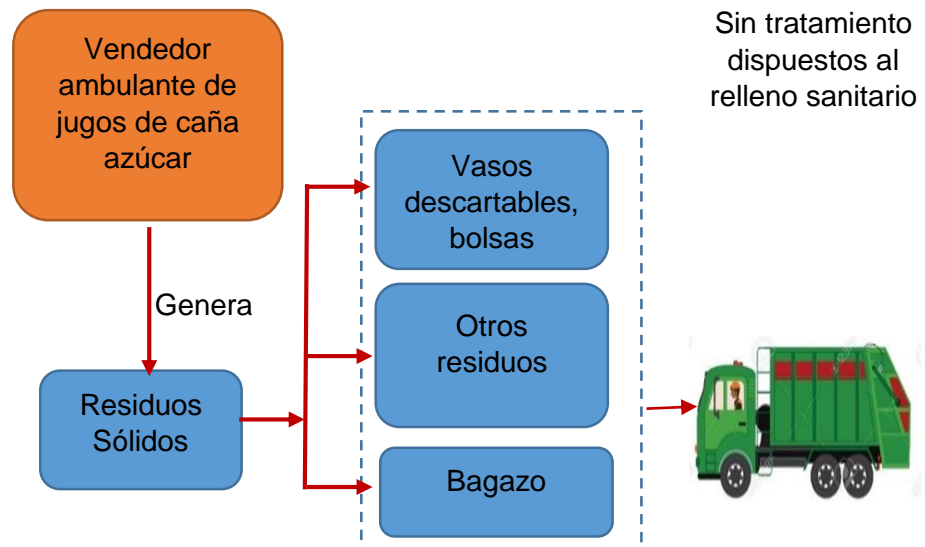 Vendedor
ambulante de
jugos de caña
azúcar
Sin tratamiento
dispuestos al
relleno sanitario
Vasos
descartables,
bolsas
Genera
Otros
residuos
Residuos
Sólidos
Bagazo